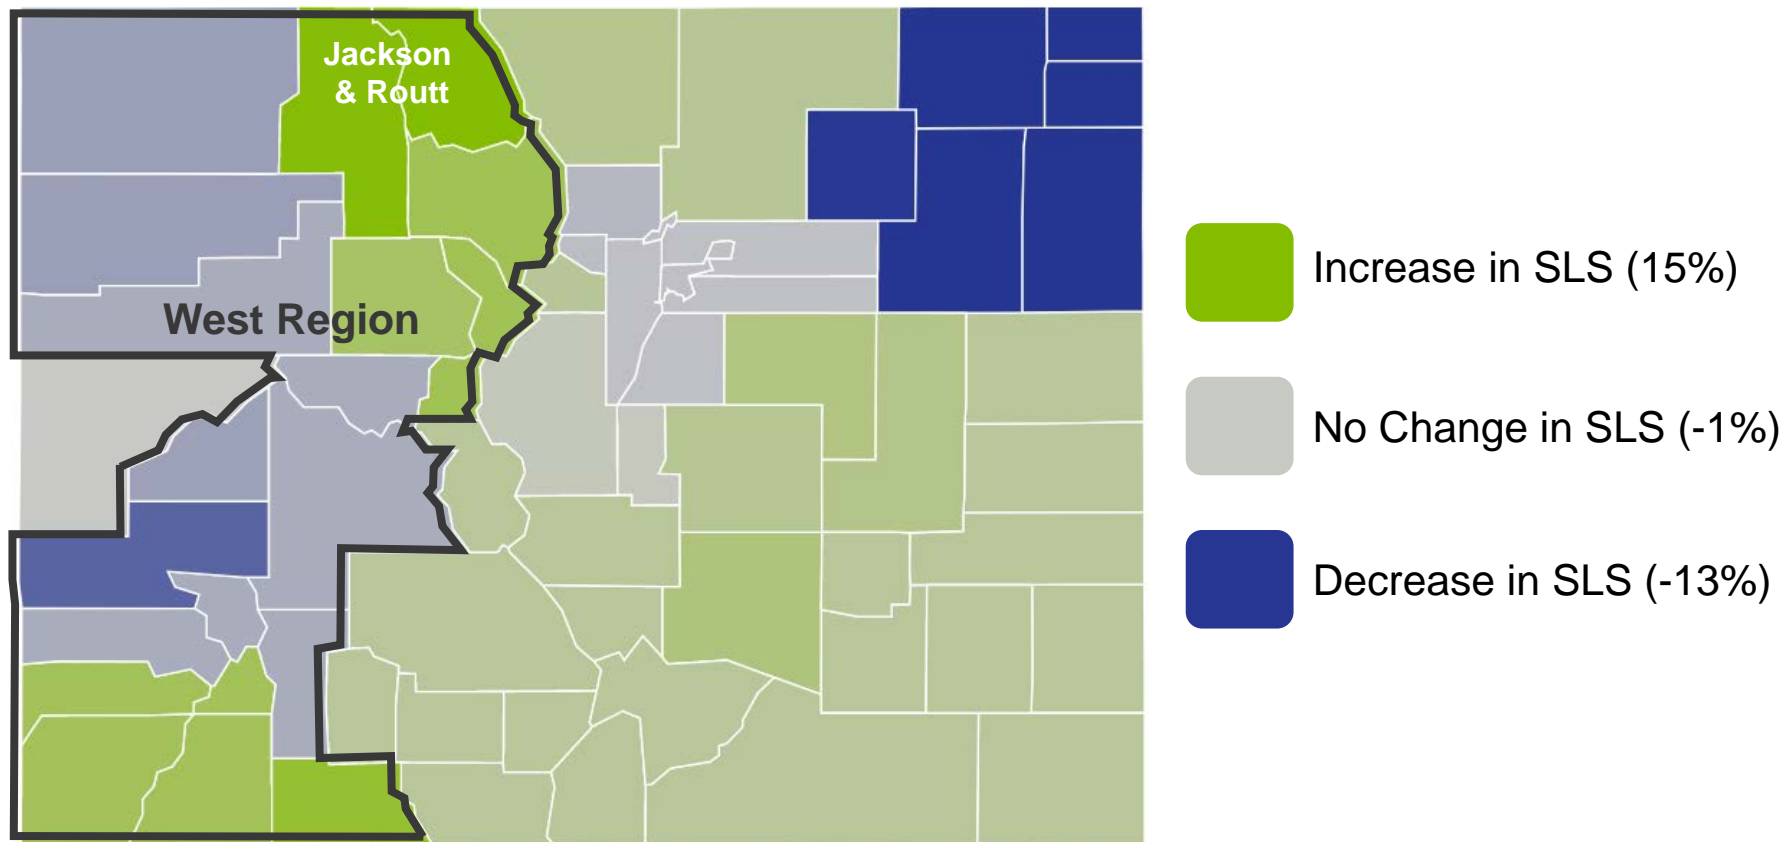 Jackson
& Routt
West Region
Increase in SLS (15%)
No Change in SLS (-1%)
Decrease in SLS (-13%)